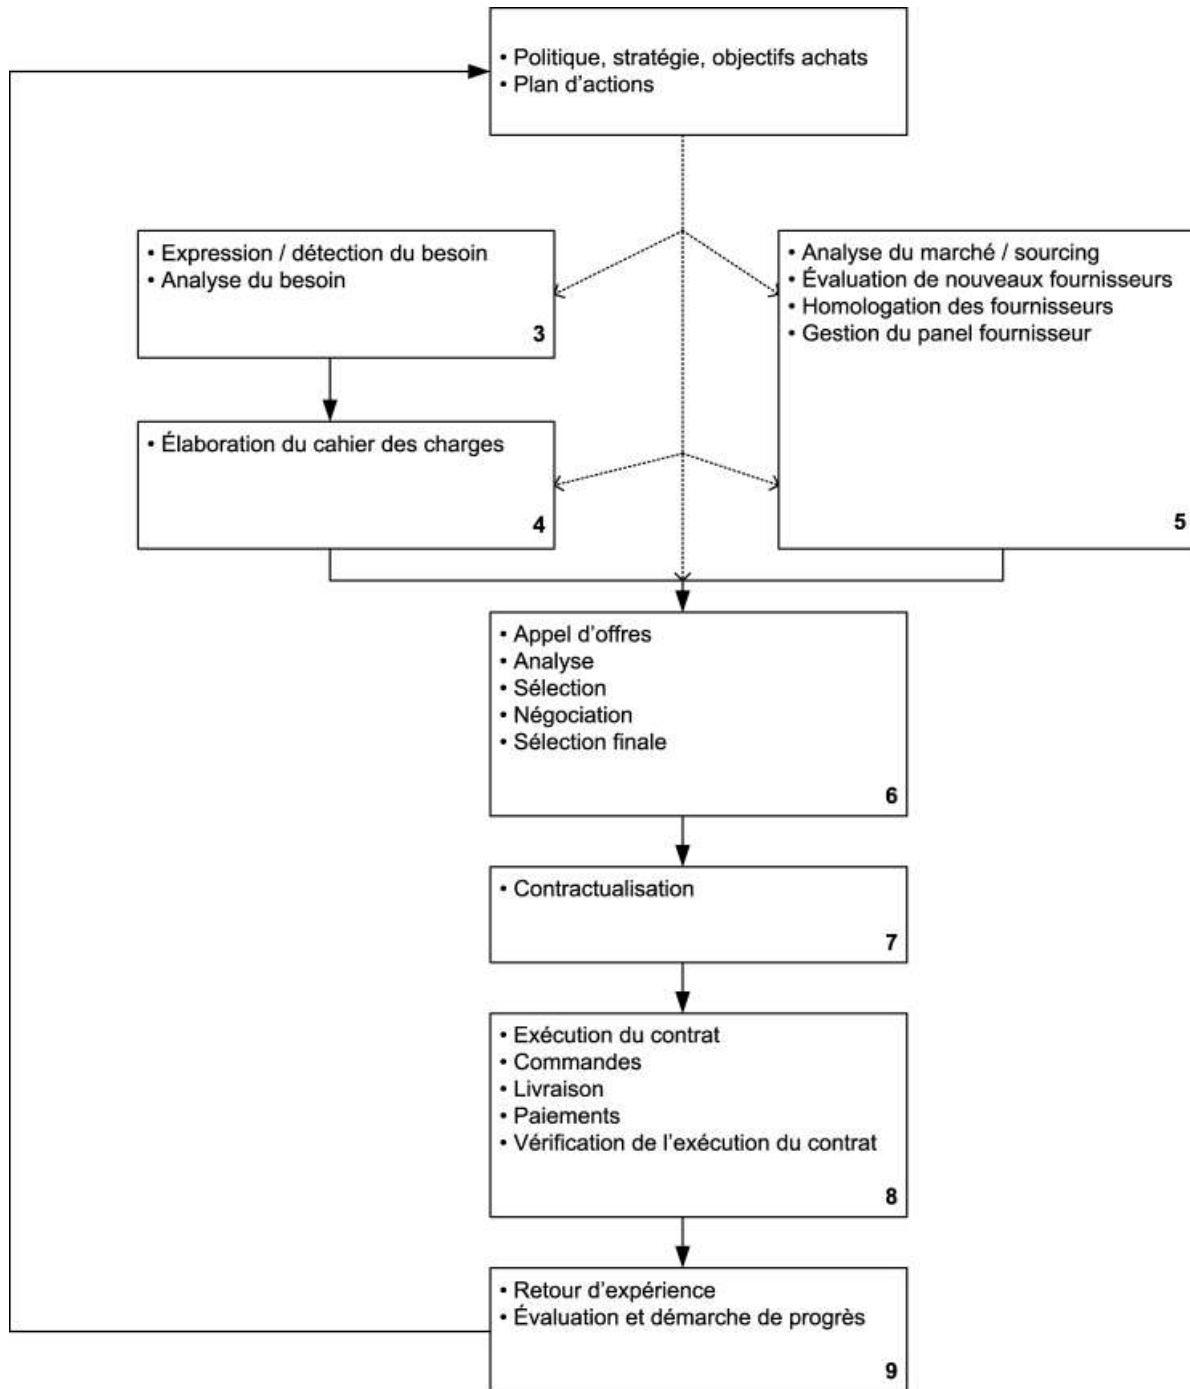 • Politique, stratégie, objectifs achats
• Plan d’actions
• Expression / détection du besoin
• Analyse du besoin
3
• Analyse du marché / sourcing
• Évaluation de nouveaux fournisseurs
• Homologation des fournisseurs
• Gestion du panel fournisseur
5
• Élaboration du cahier des charges
4
• Appel d’offres
• Analyse
• Sélection
• Négociation
• Sélection finale
6
• Contractualisation
7
• Exécution du contrat
• Commandes
• Livraison
• Paiements
• Vérification de l’exécution du contrat
8
• Retour d’expérience
• Évaluation et démarche de progrès
9